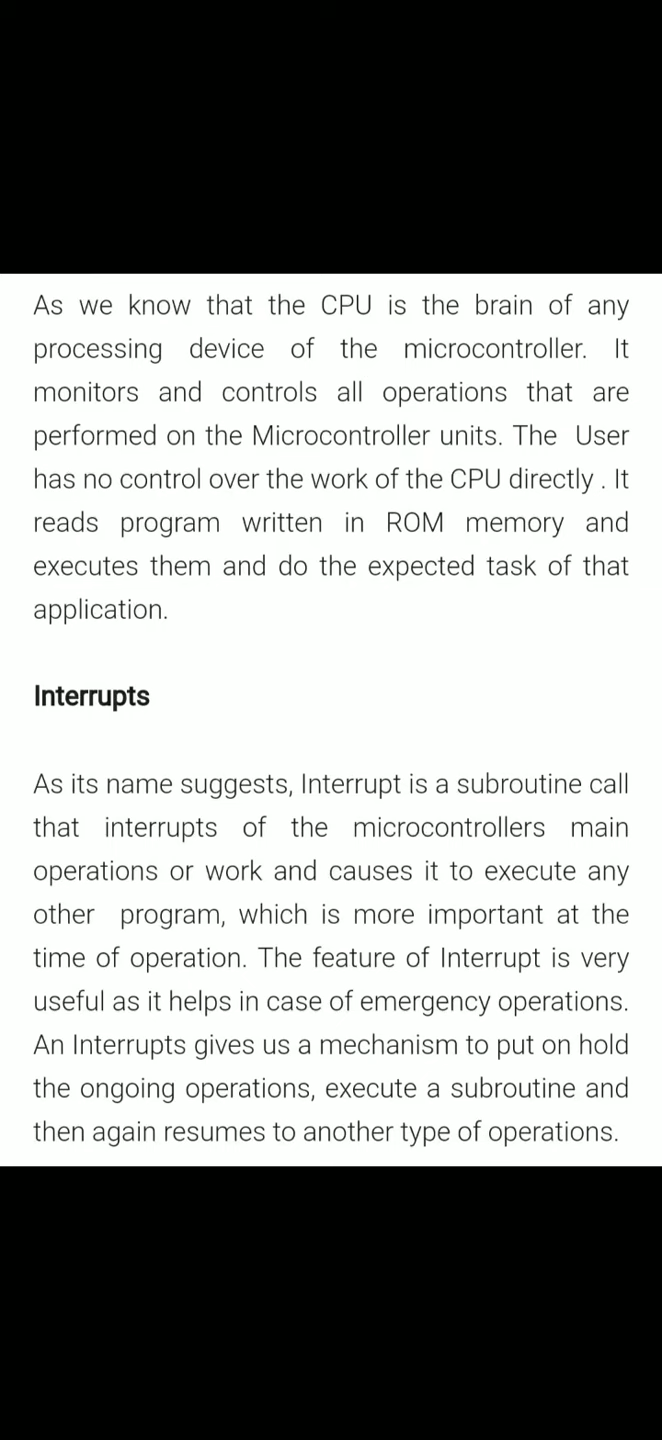 As we know that the CPU is the brain of any
processing device of the microcontroller. It
monitors and controls all operations that are
performed on the Microcontroller units. The User
has no control over the work of the CPU directly . It
reads program written in ROM memory and
executes them and do the expected task of that
application.
Interrupts
As its name suggests, Interrupt is a subroutine call
that interrupts of the microcontrollers main
operations or work and causes it to execute any
other program, which is more important at the
time of operation. The feature of Interrupt is very
useful as it helps in case of emergency operations.
An Interrupts gives us a mechanism to put on hold
the ongoing operations, execute a subroutine and
then again resumes to another type of operations.